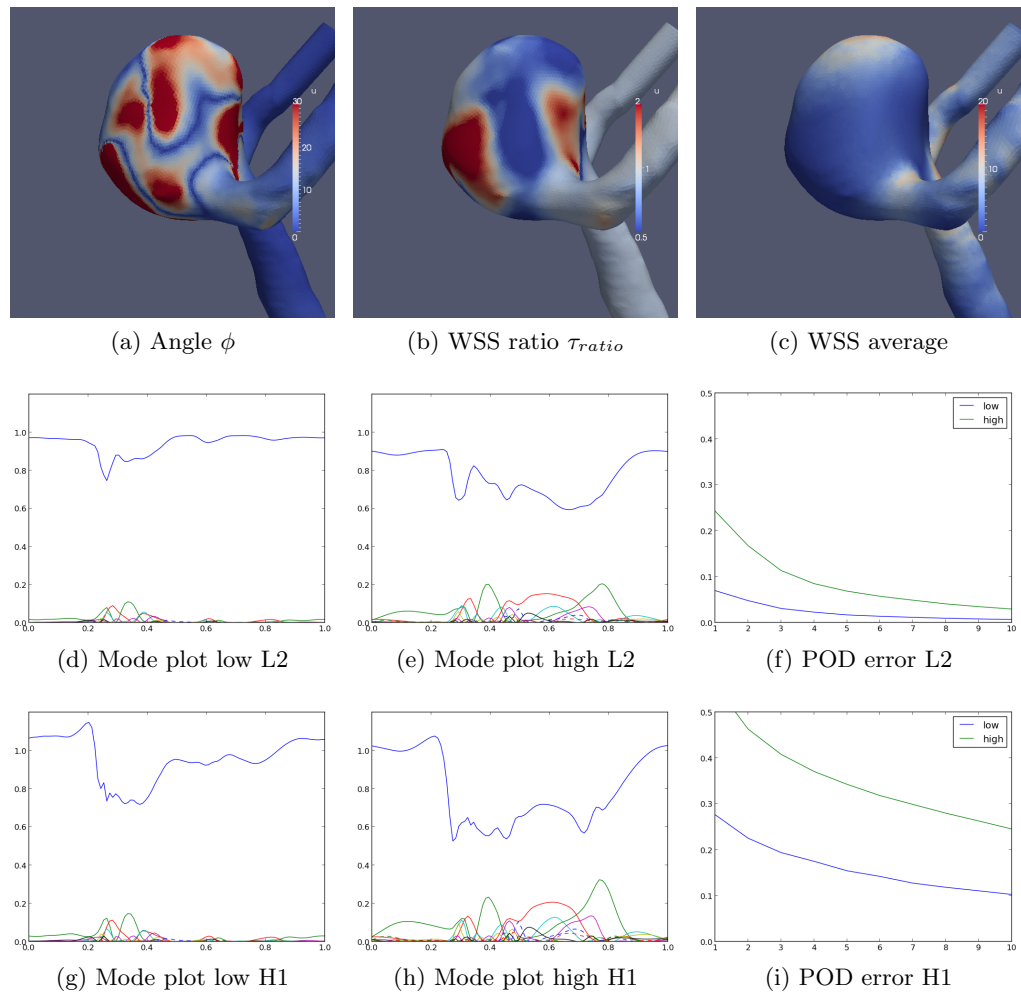 u
30
20
10
0
u
2
1
0.5
u
20
10
0
(a) Angle ϕ
(b) WSS ratio τ_ratio
(c) WSS average
1.0
0.8
0.6
0.4
0.2
0.0
0.0 0.2 0.4 0.6 0.8 1.0
1.0
0.8
0.6
0.4
0.2
0.0
0.0 0.2 0.4 0.6 0.8 1.0
0.5
0.4
0.3
0.2
0.1
0.0
1 2 3 4 5 6 7 8 9 10
low
high
(d) Mode plot low L2
(e) Mode plot high L2
(f) POD error L2
1.0
0.8
0.6
0.4
0.2
0.0
0.0 0.2 0.4 0.6 0.8 1.0
1.0
0.8
0.6
0.4
0.2
0.0
0.0 0.2 0.4 0.6 0.8 1.0
0.5
0.4
0.3
0.2
0.1
0.0
1 2 3 4 5 6 7 8 9 10
low
high
(g) Mode plot low H1
(h) Mode plot high H1
(i) POD error H1